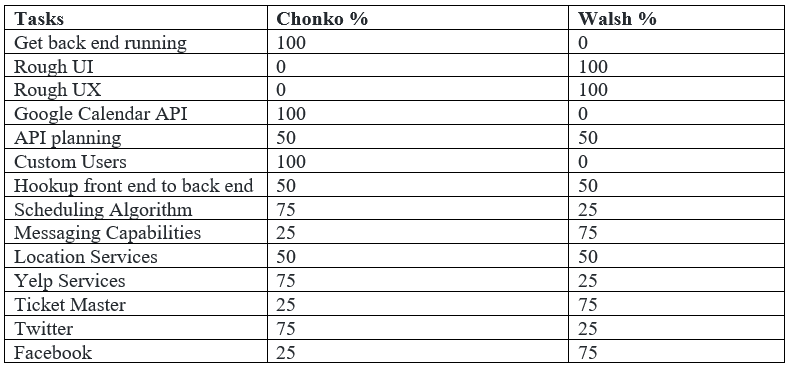 Tasks Chonko % Walsh %
Get back end running 100 0
Rough UI 0 100
Rough UX 0 100
Google Calendar API 100 0
API planning 50 50
Custom Users 100 0
Hookup front end to back end 50 50
Scheduling Algorithm 75 25
Messaging Capabilities 25 75
Location Services 50 50
Yelp Services 75 25
Ticket Master 25 75
Twitter 75 25
Facebook 25 75